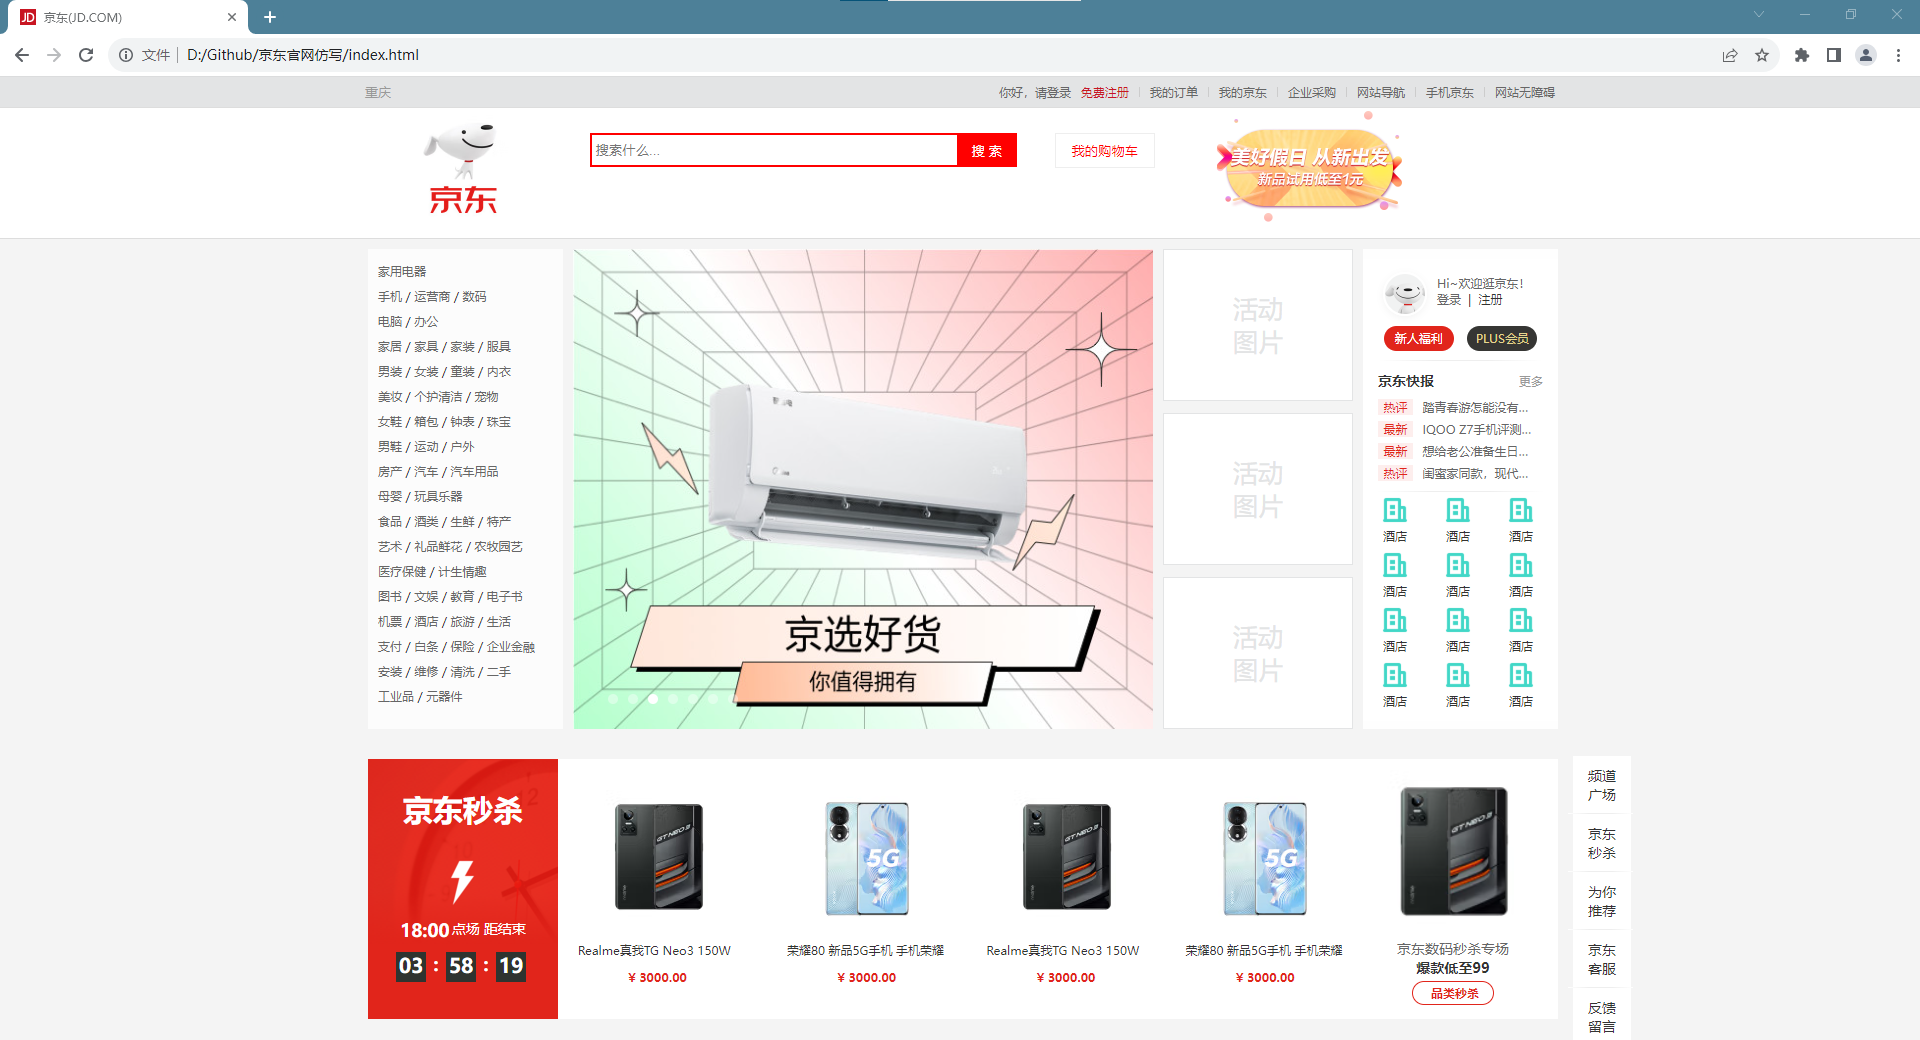 京东(JD.COM)
文件 | D:/Github/京东官网仿写/index.html
重庆
你好，请登录 免费注册 我的订单 我的京东 企业采购 网站导航 手机京东 网站无障碍
京东
搜索什么...
搜 索
我的购物车
美好假日 从新出发
新品试用低至1元
家用电器
手机 / 运营商 / 数码
电脑 / 办公
家居 / 家具 / 家装 / 服具
男装 / 女装 / 童装 / 内衣
美妆 / 个护清洁 / 宠物
女鞋 / 箱包 / 钟表 / 珠宝
男鞋 / 运动 / 户外
房产 / 汽车 / 汽车用品
母婴 / 玩具乐器
食品 / 酒类 / 生鲜 / 特产
艺术 / 礼品鲜花 / 农牧园艺
医疗保健 / 计生情趣
图书 / 文娱 / 教育 / 电子书
机票 / 酒店 / 旅游 / 生活
支付 / 白条 / 保险 / 企业金融
安装 / 维修 / 清洗 / 二手
工业品 / 元器件
京选好货
你值得拥有
活动
图片
活动
图片
活动
图片
Hi~欢迎逛京东!
登录 | 注册
新人福利 PLUS会员
京东快报 更多
热评 踏青春游怎能没有...
最新 IQOO Z7手机评测...
最新 想给老公准备生日...
热评 闺蜜家同款，现代...
酒店 酒店 酒店
酒店 酒店 酒店
酒店 酒店 酒店
酒店 酒店 酒店
京东秒杀
18:00 点场 距结束
03 : 58 : 19
GT NEO 3
Realme真我TG Neo3 150W
¥ 3000.00
5G
荣耀80 新品5G手机 手机荣耀
¥ 3000.00
GT NEO 3
Realme真我TG Neo3 150W
¥ 3000.00
5G
荣耀80 新品5G手机 手机荣耀
¥ 3000.00
GT NEO 3
京东数码秒杀专场
爆款低至99
品类秒杀
频道
广场
京东
秒杀
为你
推荐
京东
客服
反馈
留言